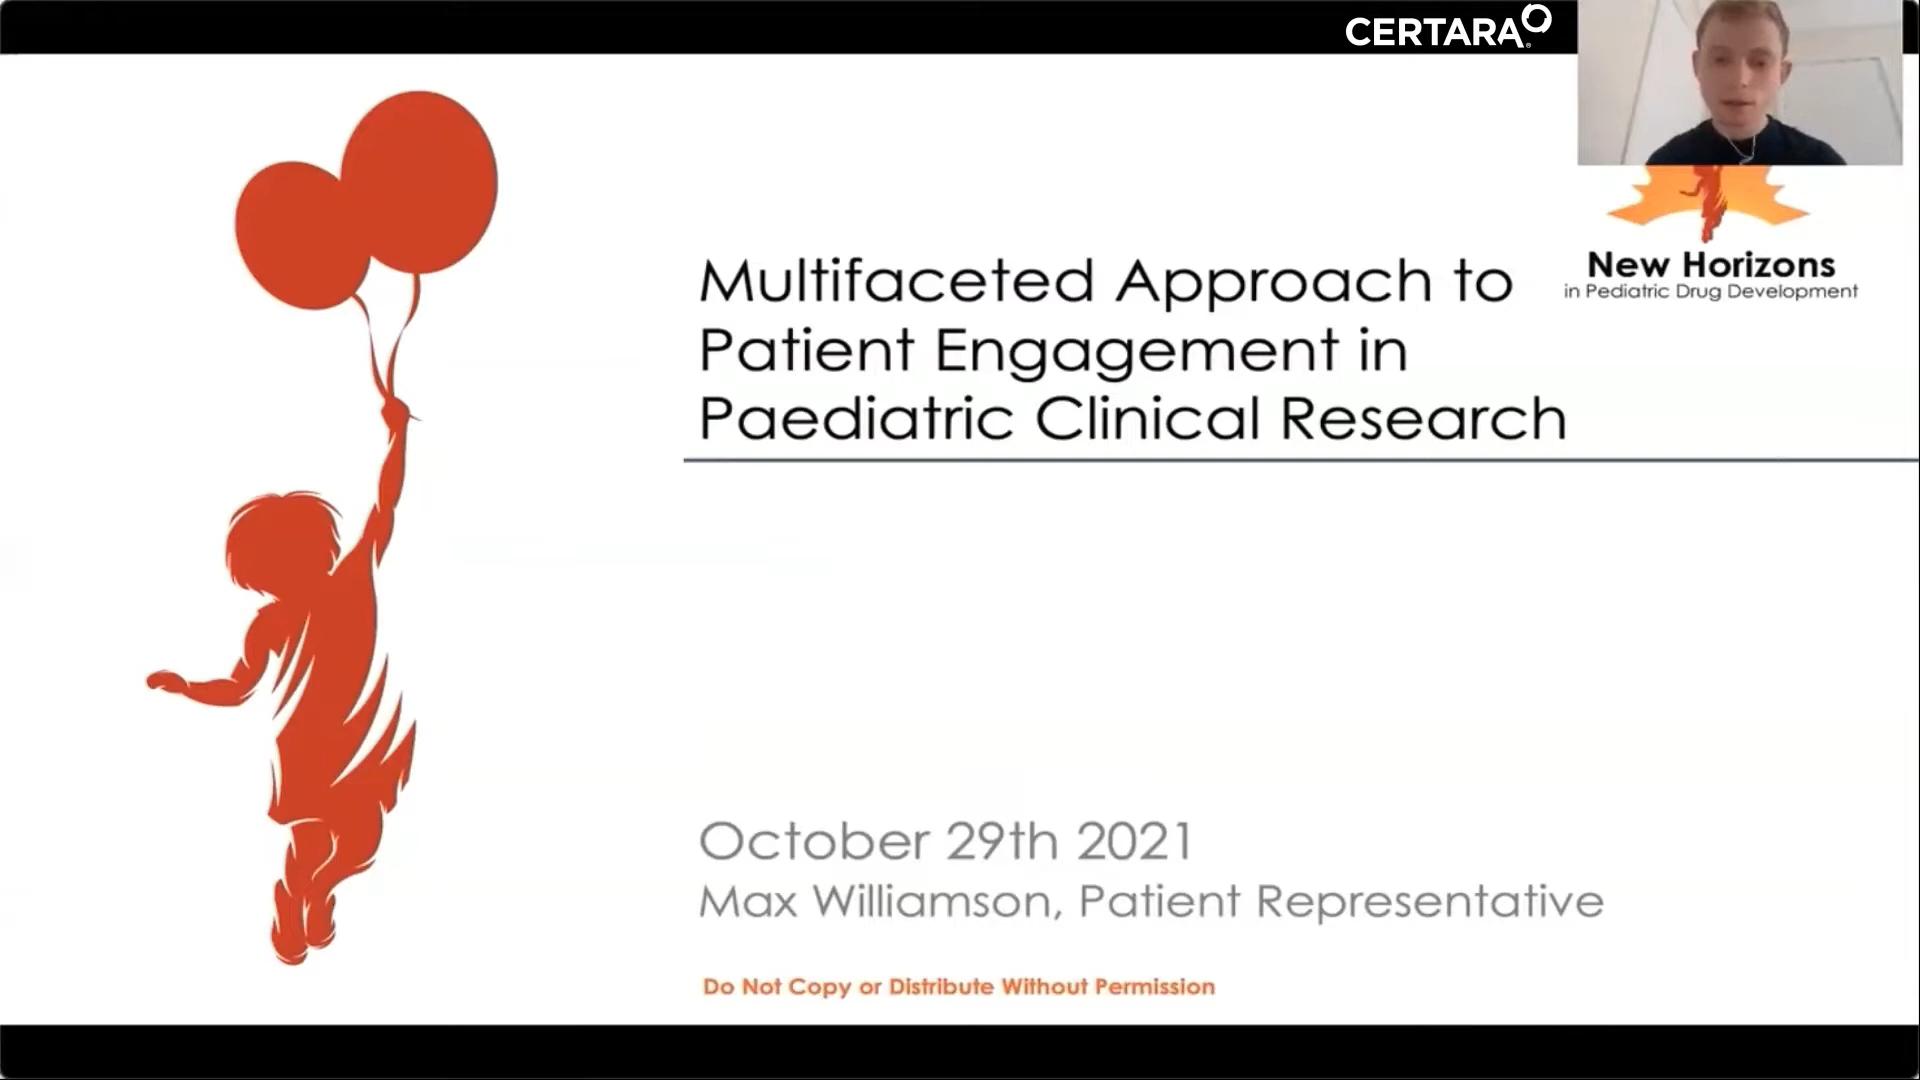 CERTARA
New Horizons
in Pediatric Drug Development
Multifaceted Approach to
Patient Engagement in
Paediatric Clinical Research
October 29th 2021
Max Williamson, Patient Representative
Do Not Copy or Distribute Without Permission